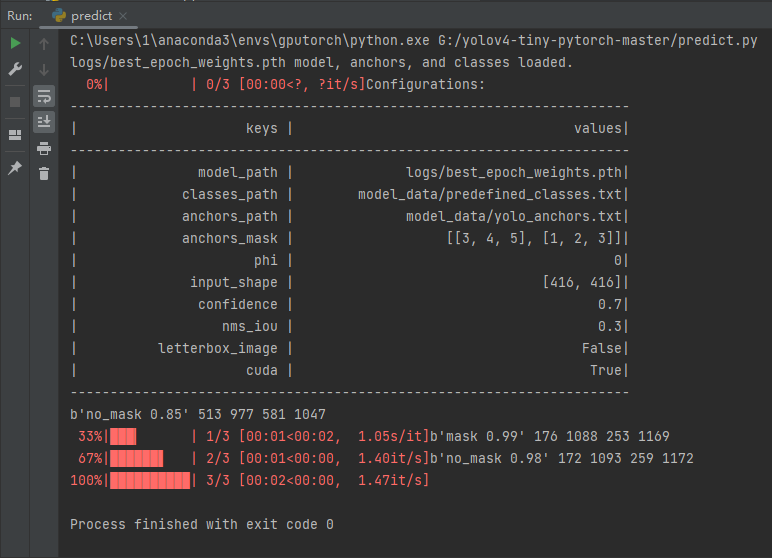 Run: predict ×
C:\Users\1\anaconda3\envs\gputorch\python.exe G:/yolov4-tiny-pytorch-master/predict.py
logs/best_epoch_weights.pth model, anchors, and classes loaded.
  0%|          | 0/3 [00:00<?, ?it/s]Configurations:
----------------------------------------------------------------------
|                     keys |                                   values|
----------------------------------------------------------------------
|               model_path |              logs/best_epoch_weights.pth|
|             classes_path |        model_data/predefined_classes.txt|
|             anchors_path |              model_data/yolo_anchors.txt|
|             anchors_mask |                   [[3, 4, 5], [1, 2, 3]]|
|                      phi |                                        0|
|              input_shape |                               [416, 416]|
|               confidence |                                      0.7|
|                  nms_iou |                                      0.3|
|          letterbox_image |                                    False|
|                     cuda |                                     True|
----------------------------------------------------------------------
b'no_mask 0.85' 513 977 581 1047
 33%|███▎      | 1/3 [00:01<00:02,  1.05s/it]b'mask 0.99' 176 1088 253 1169
 67%|██████▋   | 2/3 [00:01<00:00,  1.40it/s]b'no_mask 0.98' 172 1093 259 1172
100%|██████████| 3/3 [00:02<00:00,  1.47it/s]
Process finished with exit code 0